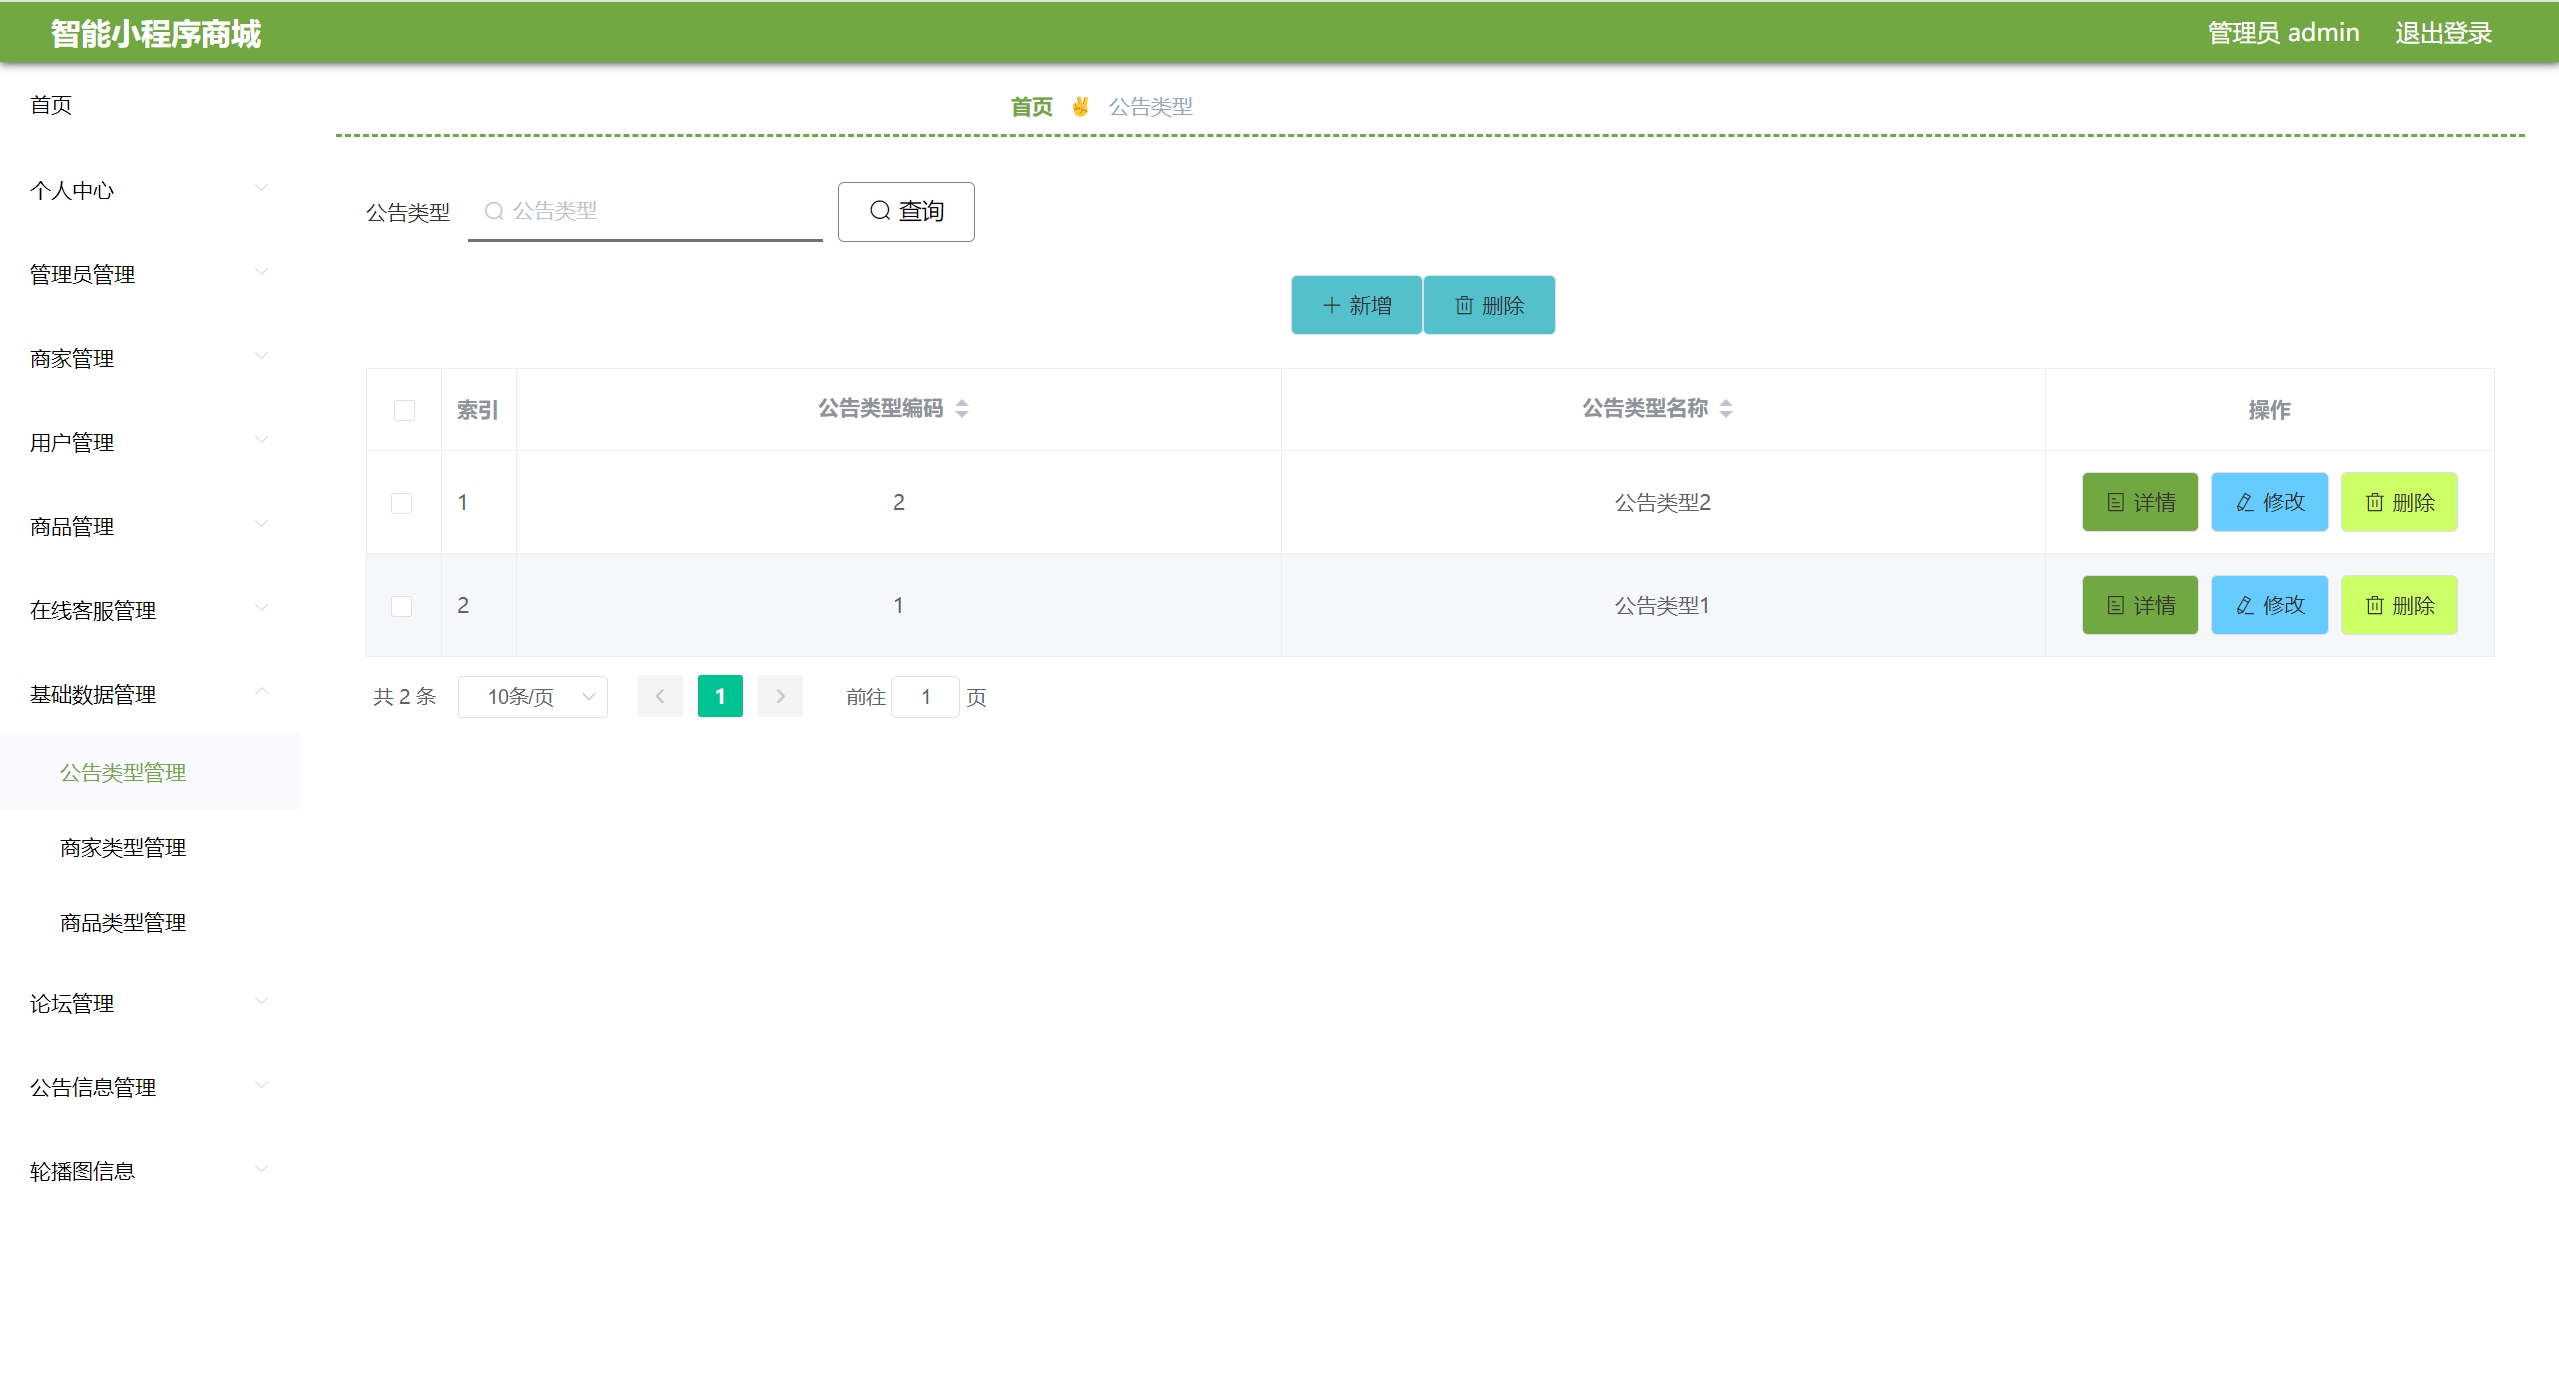 智能小程序商城
管理员 admin 退出登录
首页
个人中心
管理员管理
商家管理
用户管理
商品管理
在线客服管理
基础数据管理
公告类型管理
商家类型管理
商品类型管理
论坛管理
公告信息管理
轮播图信息
首页 ✌ 公告类型
公告类型 公告类型 查询
新增 删除
索引 公告类型编码 公告类型名称 操作
1 2 公告类型2 详情 修改 删除
2 1 公告类型1 详情 修改 删除
共 2 条 10条/页 1 前往 1 页